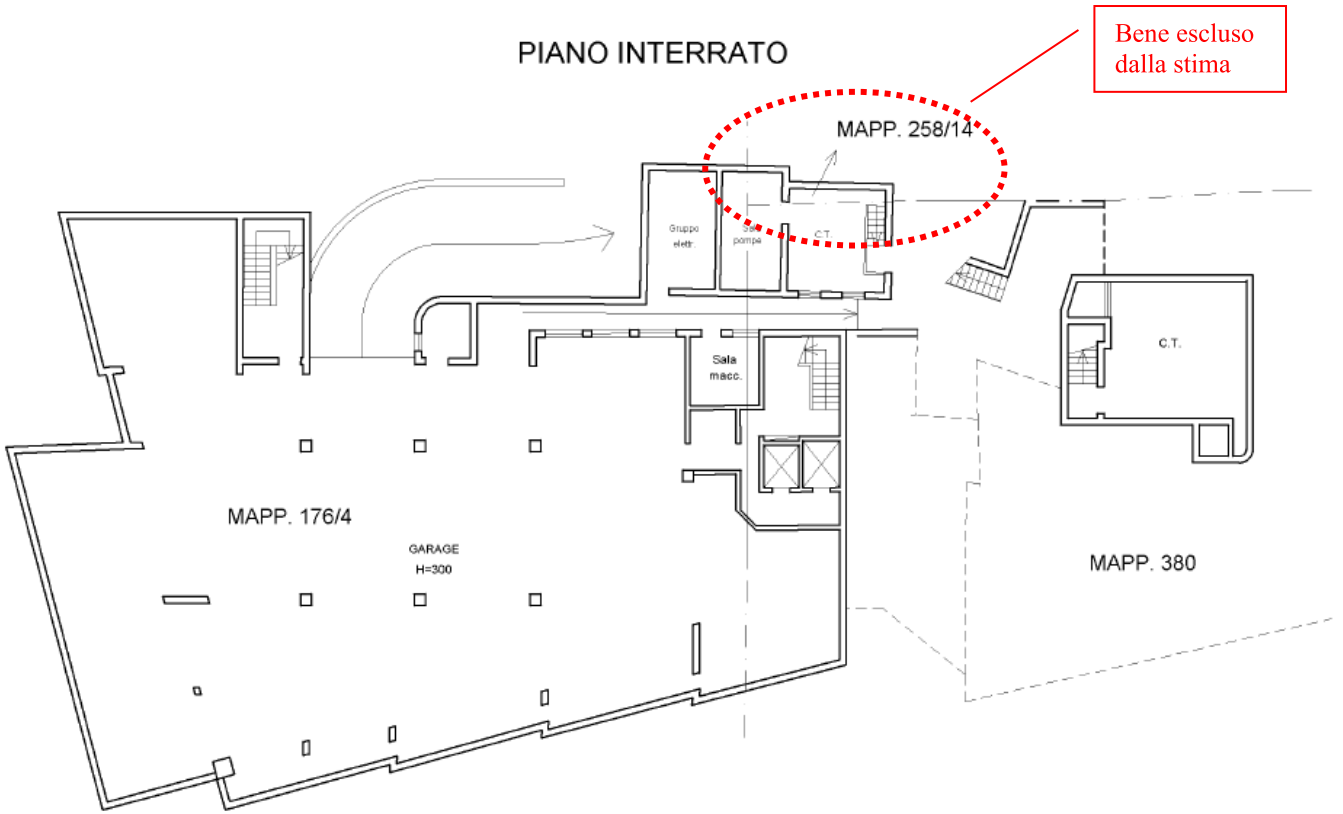 PIANO INTERRATO
Bene escluso
dalla stima
MAPP. 258/14
Gruppo
elettr.
Sala
pompe
C.T.
Sala
macc.
C.T.
MAPP. 176/4
GARAGE
H=300
MAPP. 380